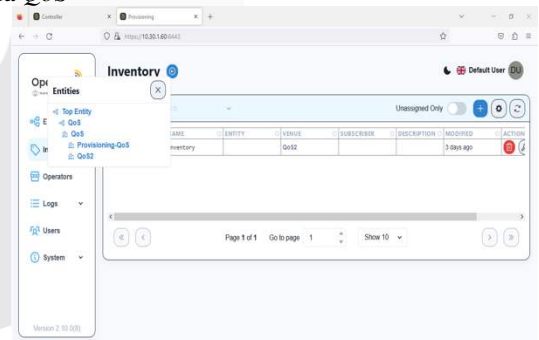 QoS
Controller
Provisioning
https://10.30.1.60:8443
Inventory
Default User DU
Entities
Top Entity
QoS
QoS
Provisioning-QoS
QoS2
Unassigned Only
NAME ENTITY VENUE SUBSCRIBER DESCRIPTION MODIFIED ACTION
QoS2 3 days ago
Operators
Logs
Users
System
Page 1 of 1 Go to page 1 Show 10
Version 2.10.0(8)